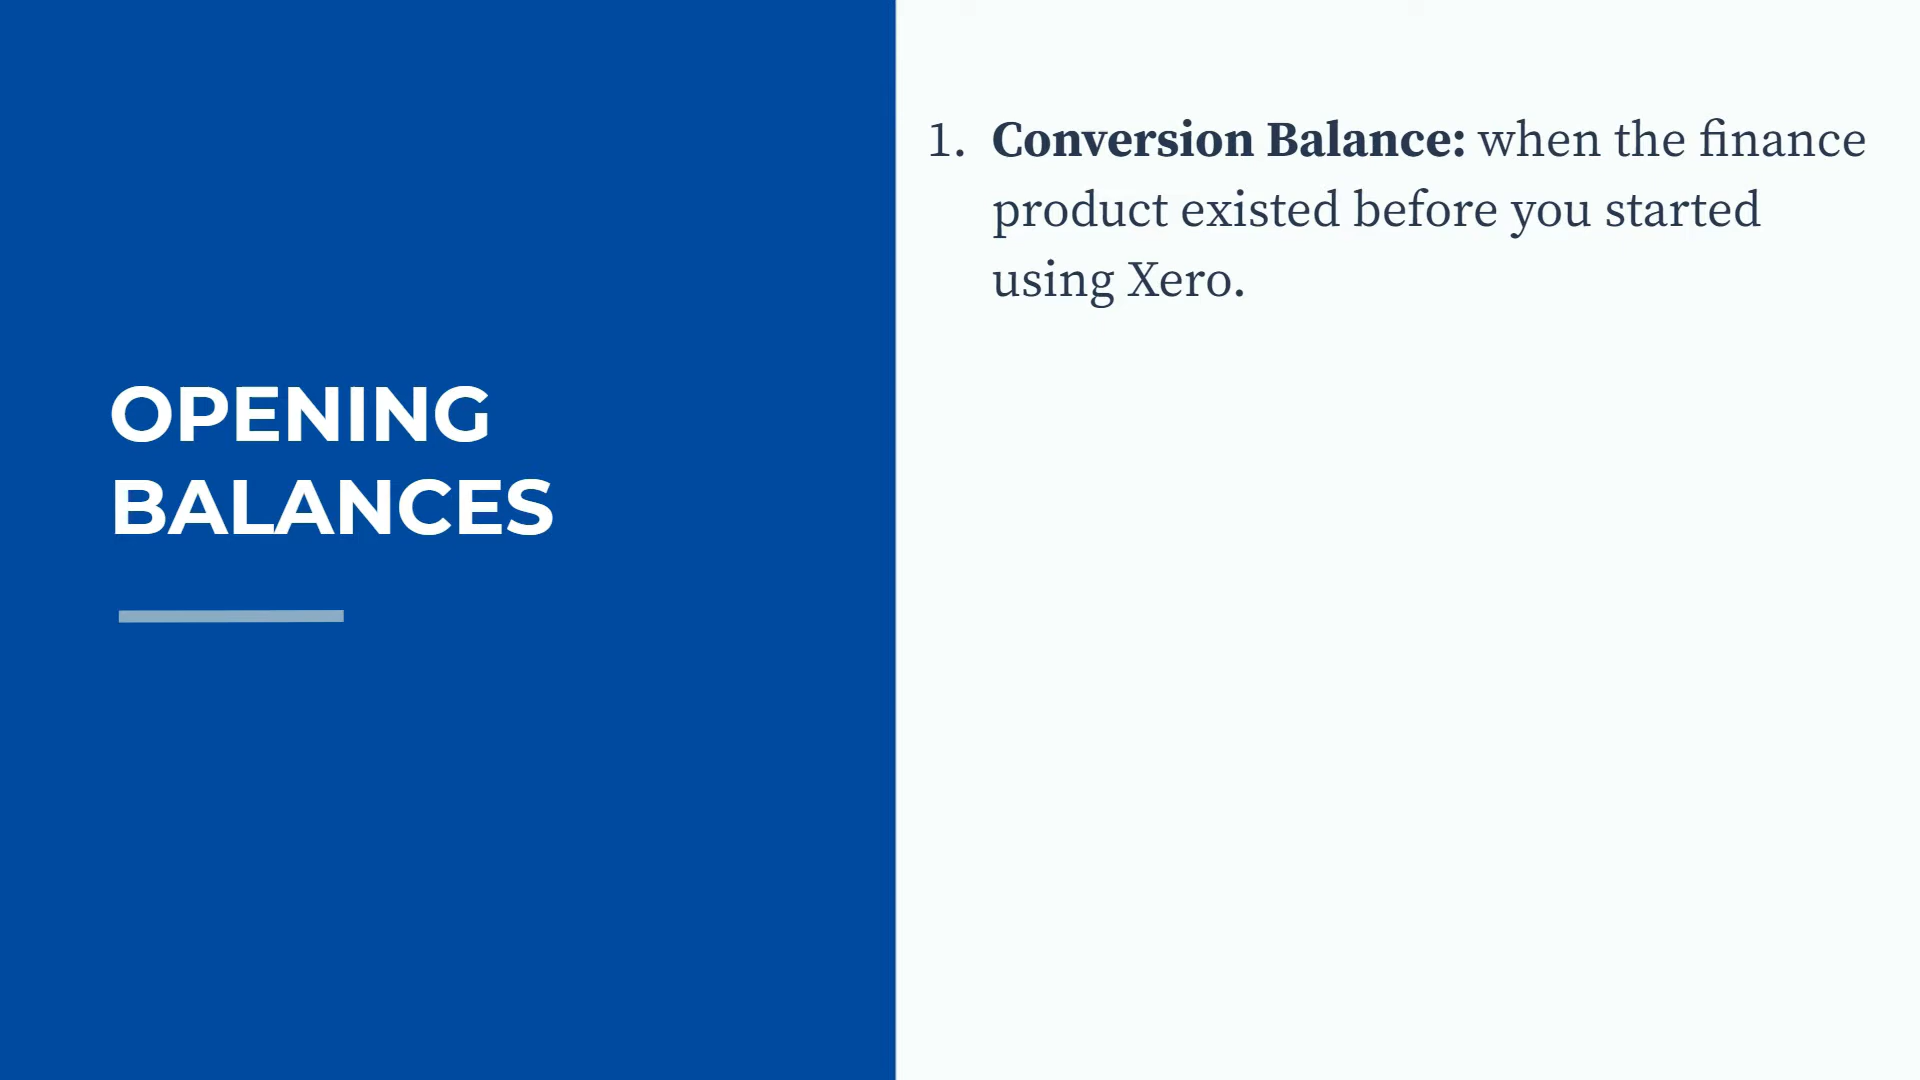 OPENING
BALANCES
1. Conversion Balance: when the finance
product existed before you started
using Xero.